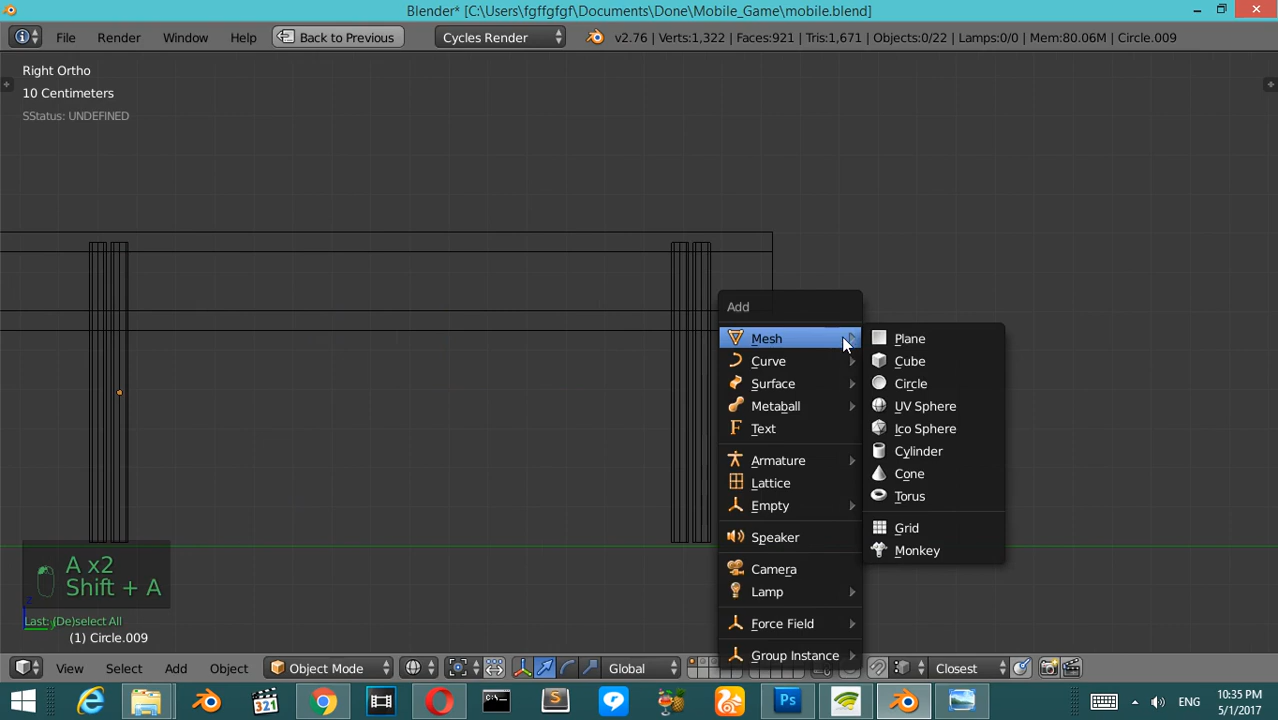 Blender* [C:\Users\fgffgfgf\Documents\Done\Mobile_Game\mobile.blend]
File Render Window Help Back to Previous Cycles Render v2.76 | Verts:1,322 | Faces:921 | Tris:1,671 | Objects:0/22 | Lamps:0/0 | Mem:80.06M | Circle.009
Right Ortho
10 Centimeters
SStatus: UNDEFINED
Add
Mesh
Curve
Surface
Metaball
Text
Armature
Lattice
Empty
Speaker
Camera
Lamp
Force Field
Group Instance
Plane
Cube
Circle
UV Sphere
Ico Sphere
Cylinder
Cone
Torus
Grid
Monkey
A x2
Shift + A
Last: (De)select All
(1) Circle.009
View Select Add Object Object Mode Global Closest
321 Ps ENG 10:35 PM
5/1/2017